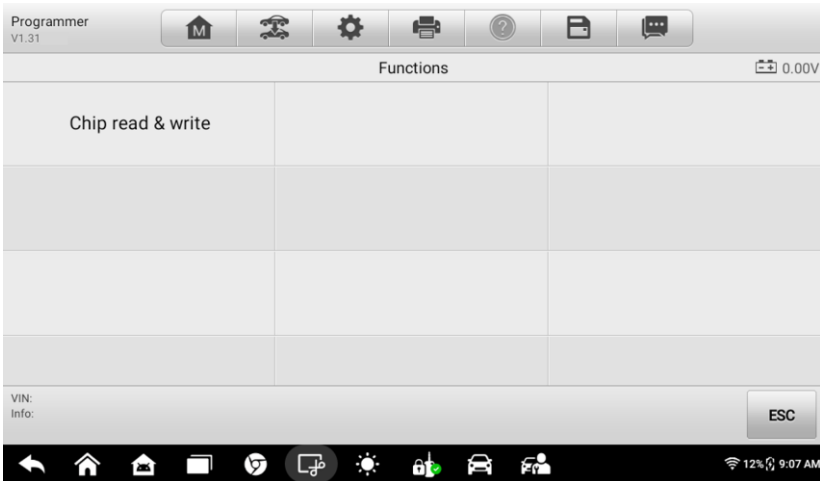 Programmer
V1.31
M
?
Functions
0.00V
Chip read & write
VIN:
Info:
ESC
12% 9:07 AM